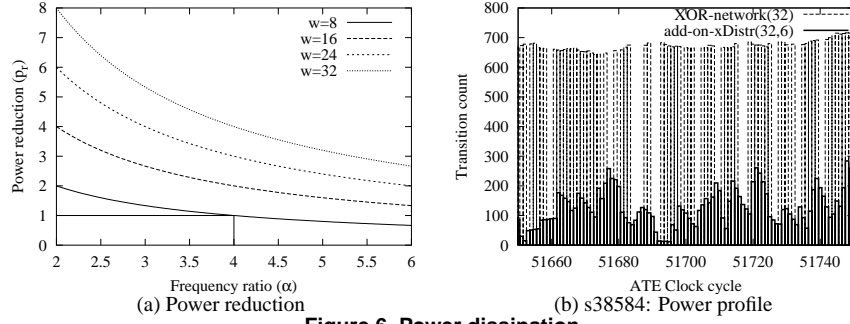 8
7
6
5
4
3
2
1
0
Power reduction (pr)
w=8
w=16
w=24
w=32
2 2.5 3 3.5 4 4.5 5 5.5 6
Frequency ratio (α)
(a) Power reduction
800
700
600
500
400
300
200
100
0
Transition count
XOR-network(32)
add-on-xDistr(32,6)
51660 51680 51700 51720 51740
ATE Clock cycle
(b) s38584: Power profile
Figure 6. Power dissipation